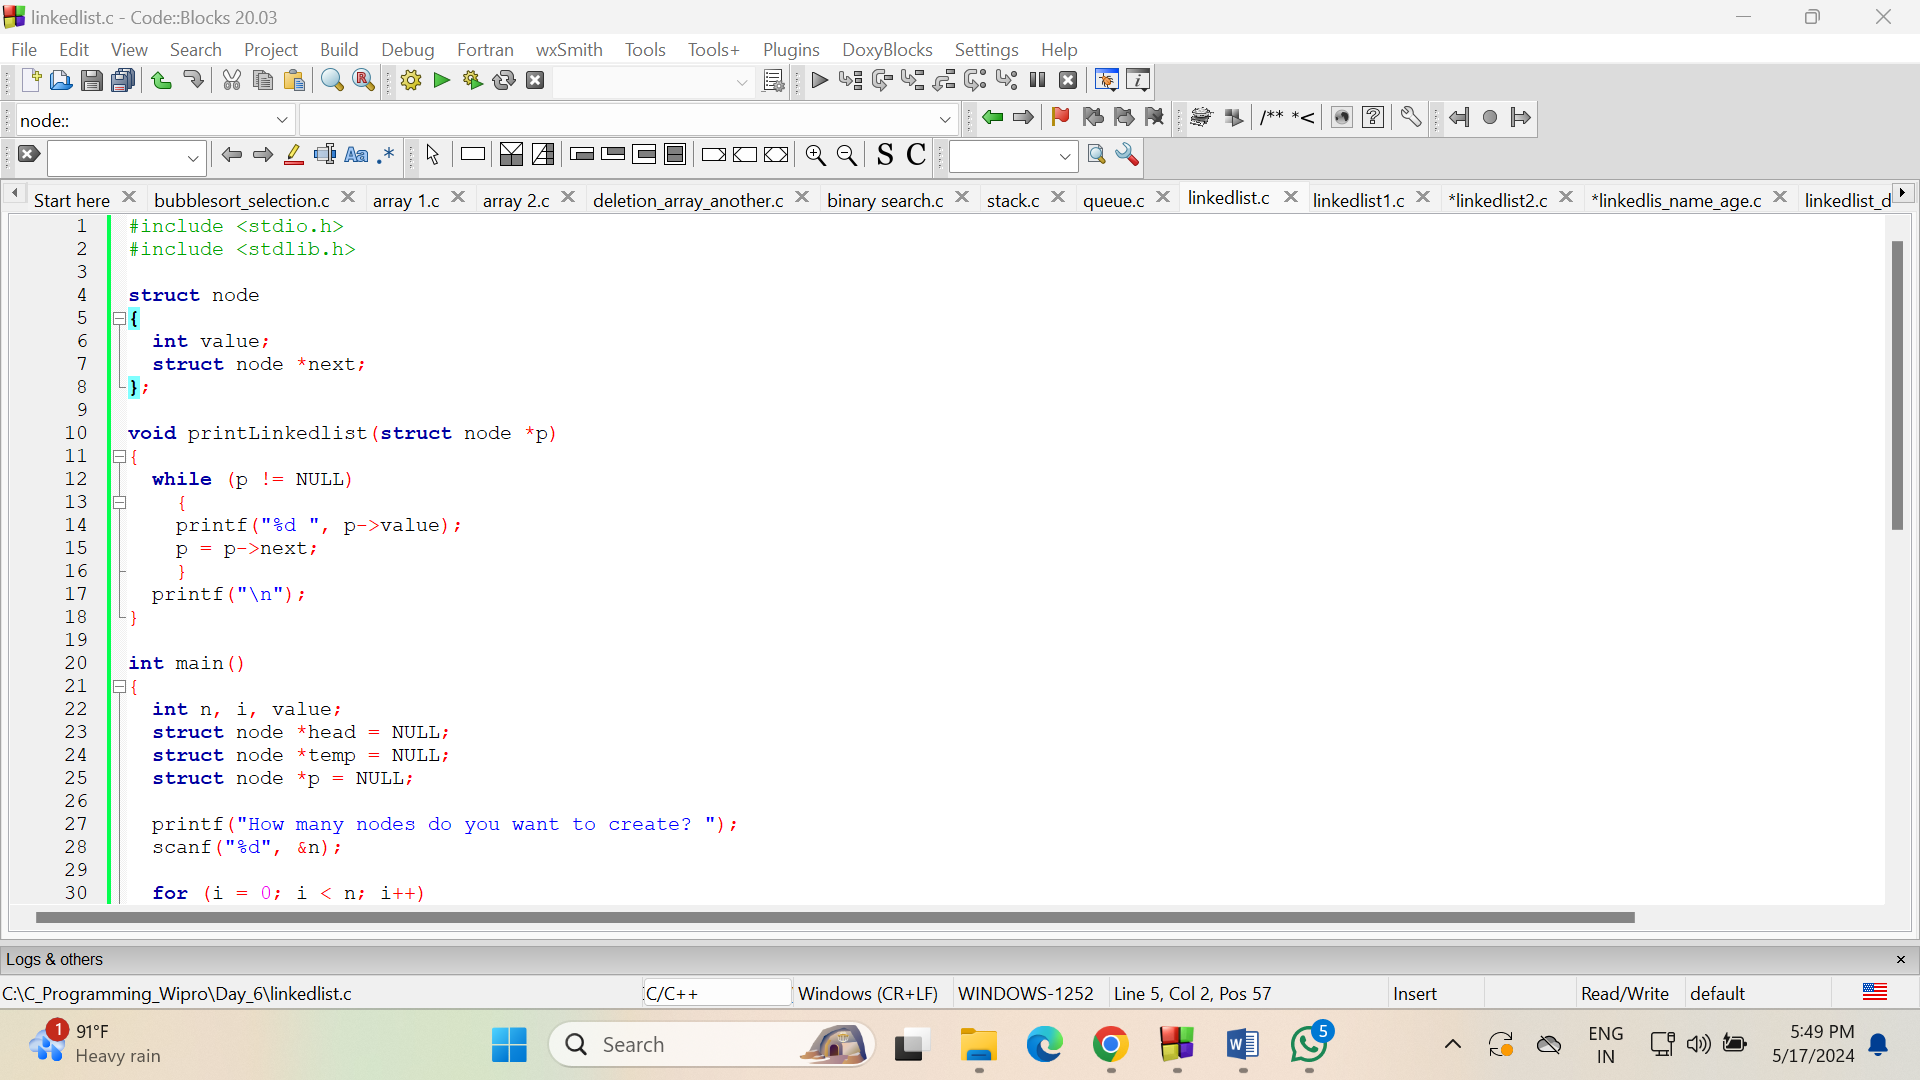 linkedlist.c - Code::Blocks 20.03
File Edit View Search Project Build Debug Fortran wxSmith Tools Tools+ Plugins DoxyBlocks Settings Help
node::
/** *<
Aa .* S C
Start here bubblesort_selection.c array 1.c array 2.c deletion_array_another.c binary search.c stack.c queue.c linkedlist.c linkedlist1.c *linkedlist2.c *linkedlis_name_age.c linkedlist_d
1 #include <stdio.h>
2 #include <stdlib.h>
3
4 struct node
5 {
6 int value;
7 struct node *next;
8 };
9
10 void printLinkedlist(struct node *p)
11 {
12 while (p != NULL)
13 {
14 printf("%d ", p->value);
15 p = p->next;
16 }
17 printf("\n");
18 }
19
20 int main()
21 {
22 int n, i, value;
23 struct node *head = NULL;
24 struct node *temp = NULL;
25 struct node *p = NULL;
26
27 printf("How many nodes do you want to create? ");
28 scanf("%d", &n);
29
30 for (i = 0; i < n; i++)
Logs & others
C:\C_Programming_Wipro\Day_6\linkedlist.c C/C++ Windows (CR+LF) WINDOWS-1252 Line 5, Col 2, Pos 57 Insert Read/Write default
1 91°F
Heavy rain
Search
5
ENG
IN
5:49 PM
5/17/2024